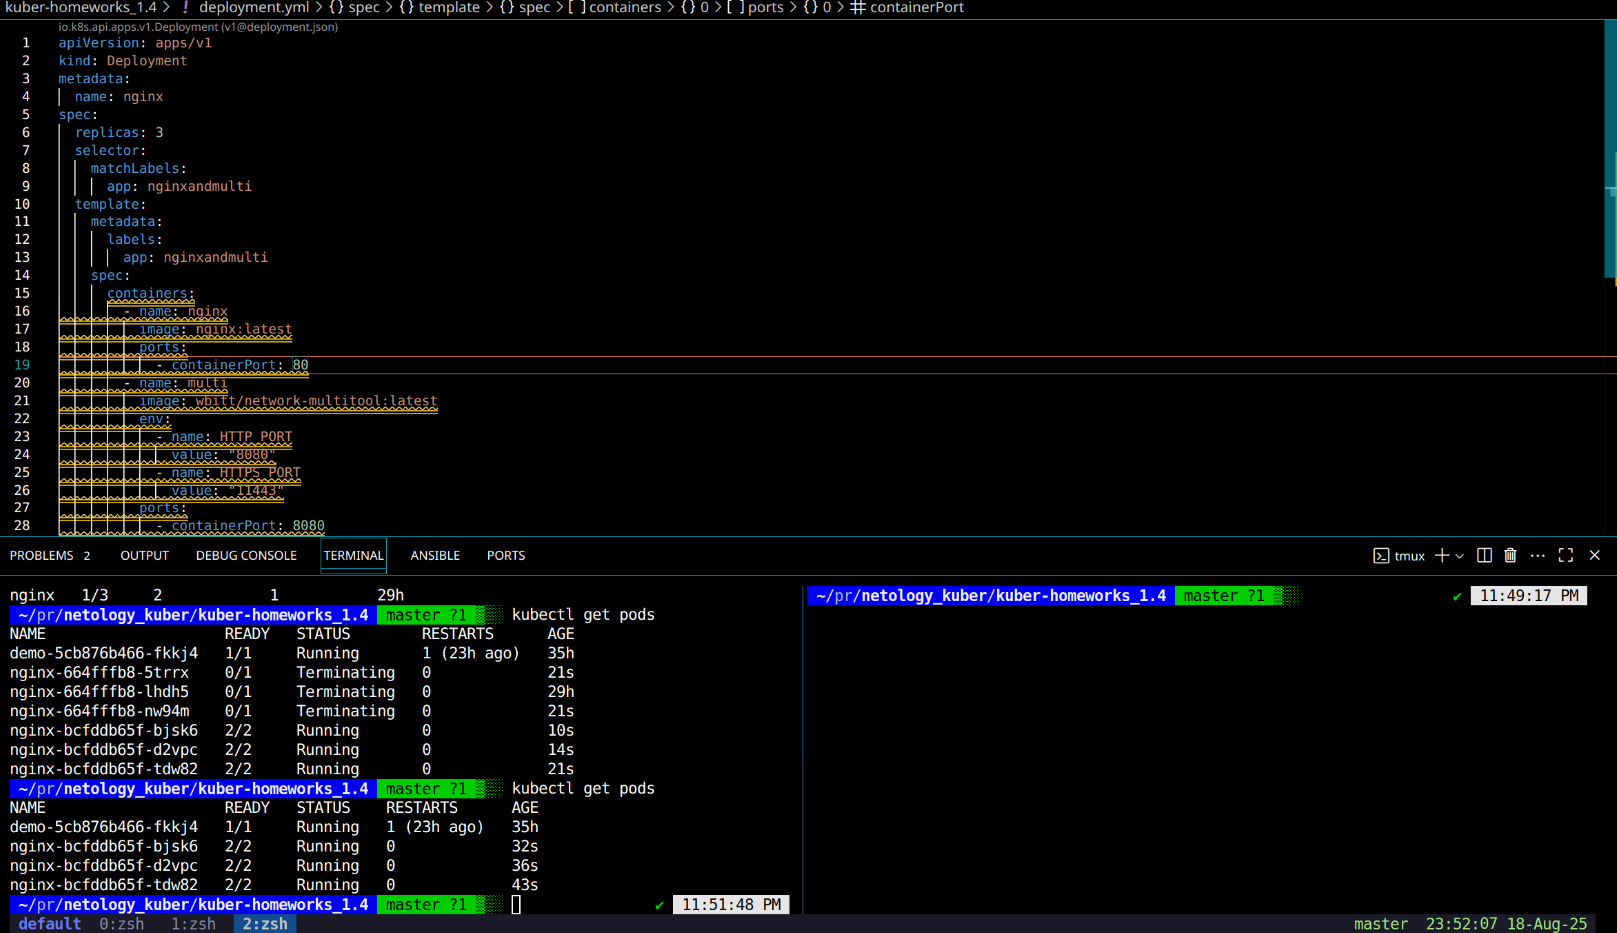 kuber-homeworks_1.4 > ! deployment.yml > {} spec > {} template > {} spec > [ ] containers > {} 0 > [ ] ports > {} 0 > # containerPort
io.k8s.api.apps.v1.Deployment (v1@deployment.json)
1 apiVersion: apps/v1
2 kind: Deployment
3 metadata:
4   name: nginx
5 spec:
6   replicas: 3
7   selector:
8     matchLabels:
9       app: nginxandmulti
10   template:
11     metadata:
12       labels:
13         app: nginxandmulti
14     spec:
15       containers:
16         - name: nginx
17           image: nginx:latest
18           ports:
19             - containerPort: 80
20         - name: multi
21           image: wbitt/network-multitool:latest
22           env:
23             - name: HTTP_PORT
24               value: "8080"
25             - name: HTTPS_PORT
26               value: "11443"
27           ports:
28             - containerPort: 8080
PROBLEMS 2 OUTPUT DEBUG CONSOLE TERMINAL ANSIBLE PORTS tmux
nginx 1/3 2 1 29h
~/pr/netology_kuber/kuber-homeworks_1.4 master ?1 kubectl get pods
NAME READY STATUS RESTARTS AGE
demo-5cb876b466-fkkj4 1/1 Running 1 (23h ago) 35h
nginx-664fffb8-5trrx 0/1 Terminating 0 21s
nginx-664fffb8-lhdh5 0/1 Terminating 0 29h
nginx-664fffb8-nw94m 0/1 Terminating 0 21s
nginx-bcfddb65f-bjsk6 2/2 Running 0 10s
nginx-bcfddb65f-d2vpc 2/2 Running 0 14s
nginx-bcfddb65f-tdw82 2/2 Running 0 21s
~/pr/netology_kuber/kuber-homeworks_1.4 master ?1 kubectl get pods
NAME READY STATUS RESTARTS AGE
demo-5cb876b466-fkkj4 1/1 Running 1 (23h ago) 35h
nginx-bcfddb65f-bjsk6 2/2 Running 0 32s
nginx-bcfddb65f-d2vpc 2/2 Running 0 36s
nginx-bcfddb65f-tdw82 2/2 Running 0 43s
~/pr/netology_kuber/kuber-homeworks_1.4 master ?1 ✔ 11:51:48 PM
~/pr/netology_kuber/kuber-homeworks_1.4 master ?1 ✔ 11:49:17 PM
default 0:zsh 1:zsh 2:zsh master 23:52:07 18-Aug-25